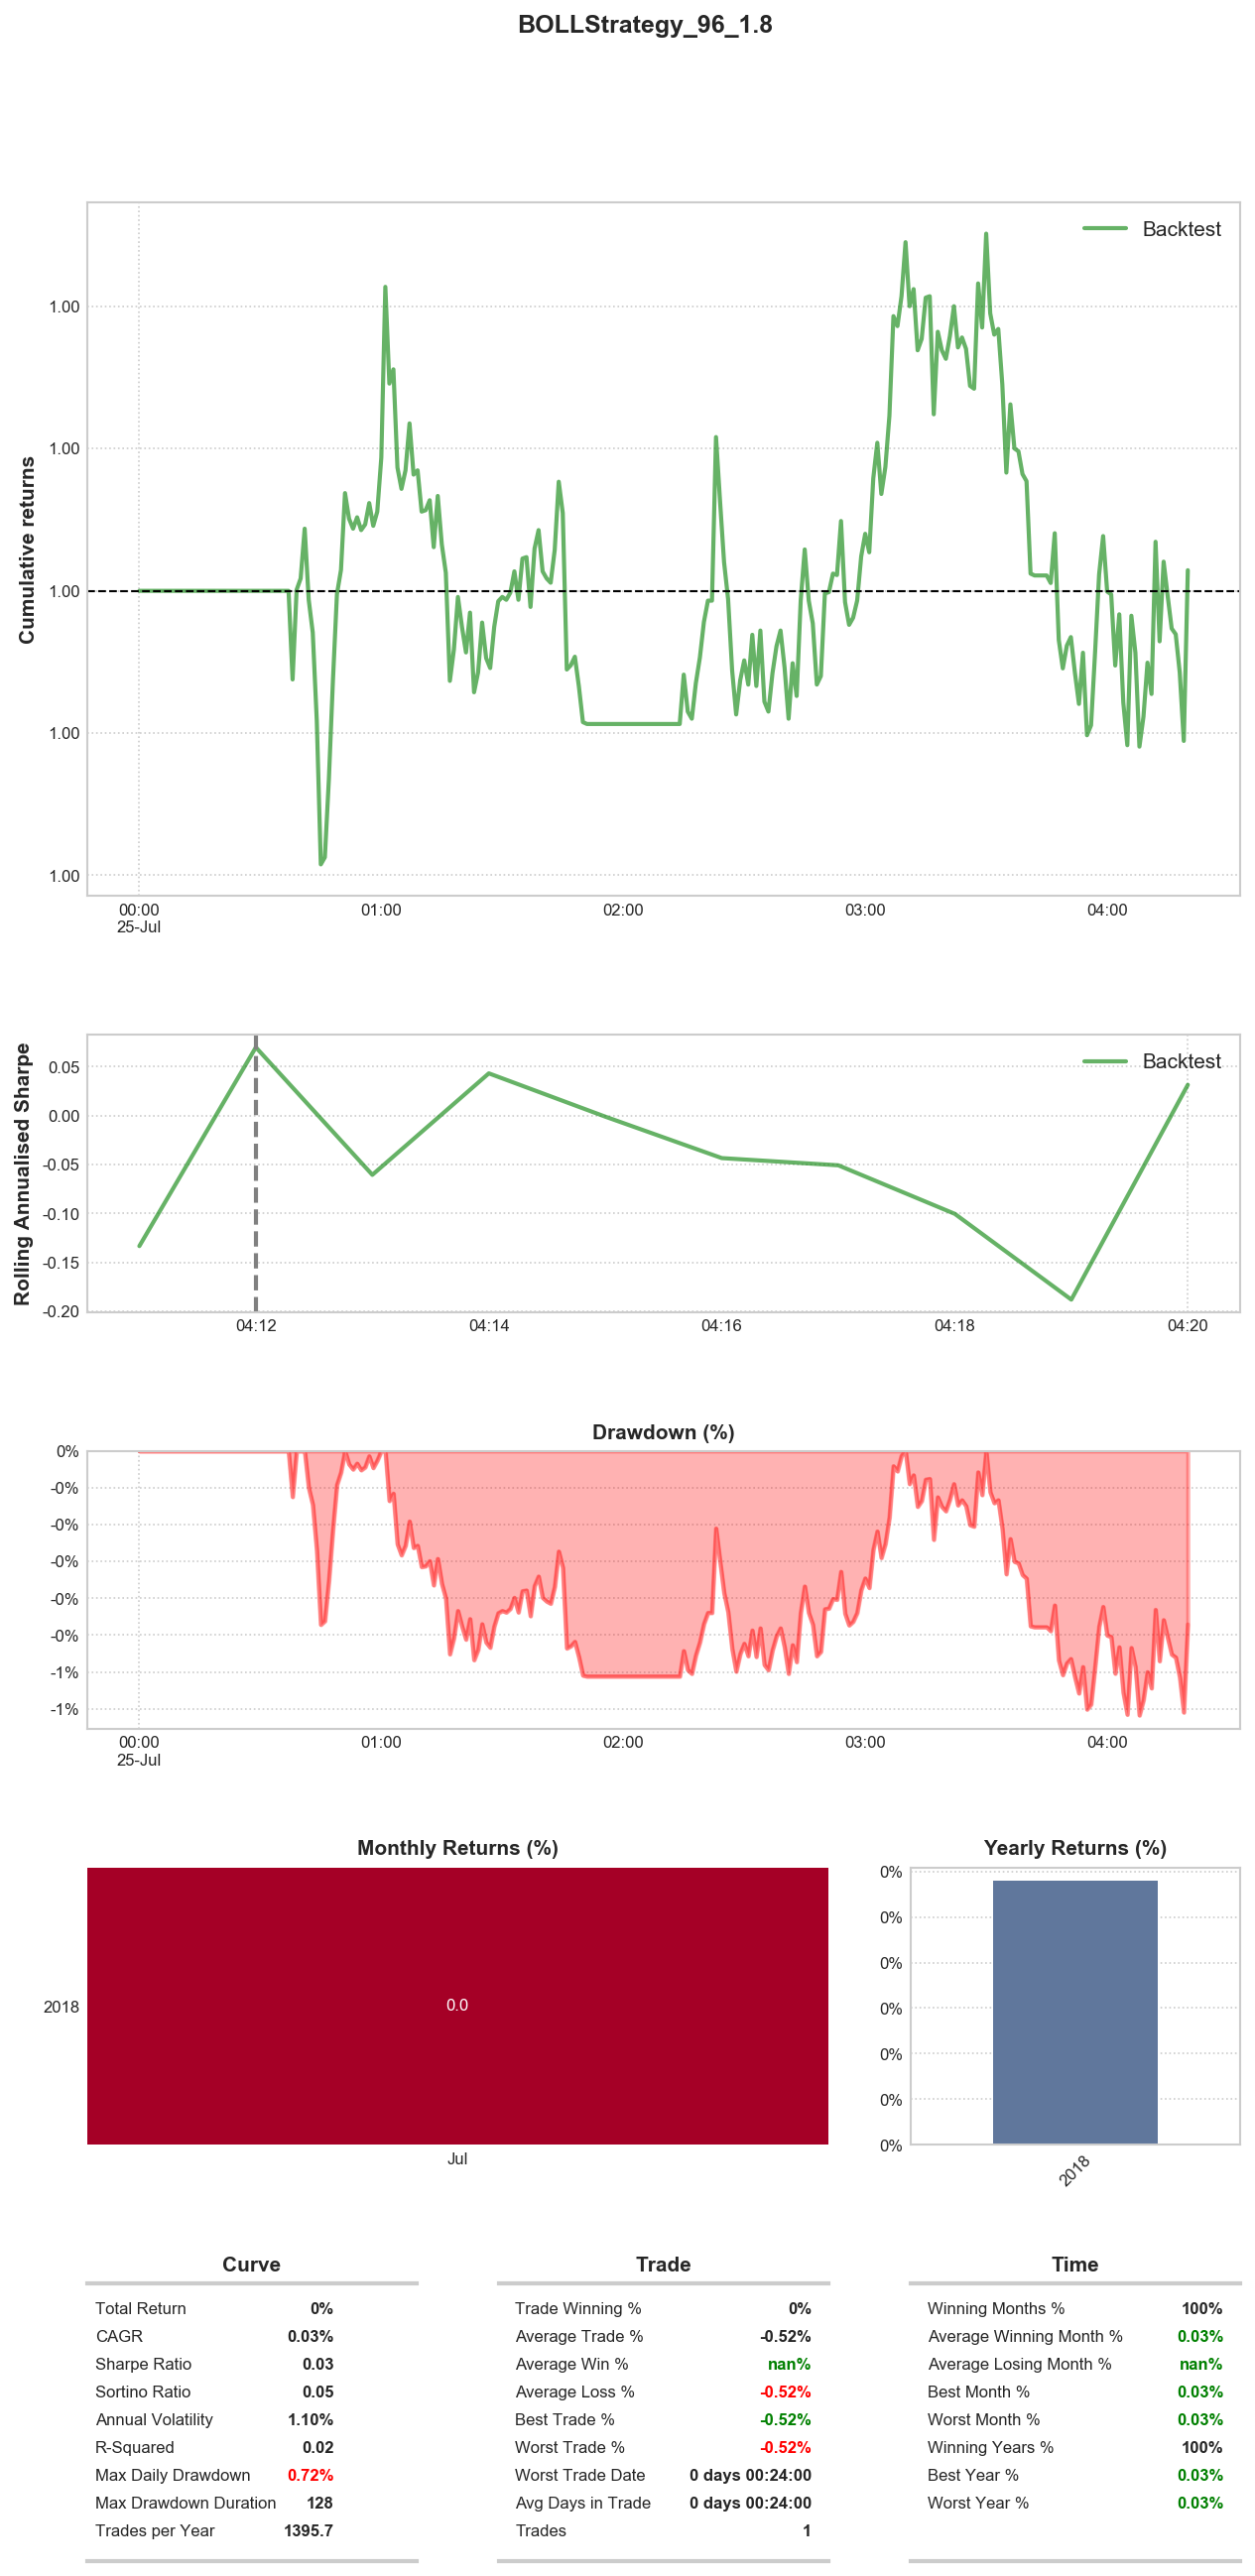 BOLLStrategy_96_1.8
Backtest
Cumulative returns
1.00
1.00
1.00
1.00
1.00
00:00 01:00 02:00 03:00 04:00
25-Jul
Backtest
Rolling Annualised Sharpe
0.05
0.00
-0.05
-0.10
-0.15
-0.20
04:12 04:14 04:16 04:18 04:20
Drawdown (%)
0%
-0%
-0%
-0%
-0%
-0%
-1%
-1%
00:00 01:00 02:00 03:00 04:00
25-Jul
Monthly Returns (%)
2018
0.0
Jul
Yearly Returns (%)
0%
0%
0%
0%
0%
0%
0%
2018
Curve
Total Return 0%
CAGR 0.03%
Sharpe Ratio 0.03
Sortino Ratio 0.05
Annual Volatility 1.10%
R-Squared 0.02
Max Daily Drawdown 0.72%
Max Drawdown Duration 128
Trades per Year 1395.7
Trade
Trade Winning % 0%
Average Trade % -0.52%
Average Win % nan%
Average Loss % -0.52%
Best Trade % -0.52%
Worst Trade % -0.52%
Worst Trade Date 0 days 00:24:00
Avg Days in Trade 0 days 00:24:00
Trades 1
Time
Winning Months % 100%
Average Winning Month % 0.03%
Average Losing Month % nan%
Best Month % 0.03%
Worst Month % 0.03%
Winning Years % 100%
Best Year % 0.03%
Worst Year % 0.03%